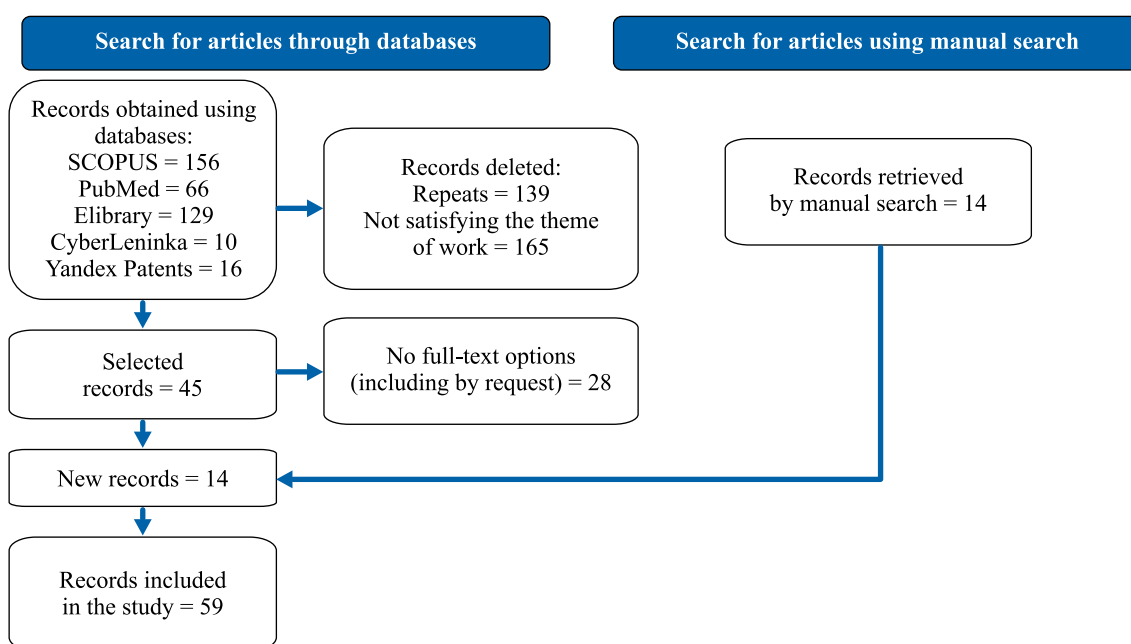 Search for articles through databases
Search for articles using manual search
Records obtained using
databases:
SCOPUS = 156
PubMed = 66
Elibrary = 129
CyberLeninka = 10
Yandex Patents = 16
Records deleted:
Repeats = 139
Not satisfying the theme
of work = 165
Records retrieved
by manual search = 14
Selected
records = 45
No full-text options
(including by request) = 28
New records = 14
Records included
in the study = 59